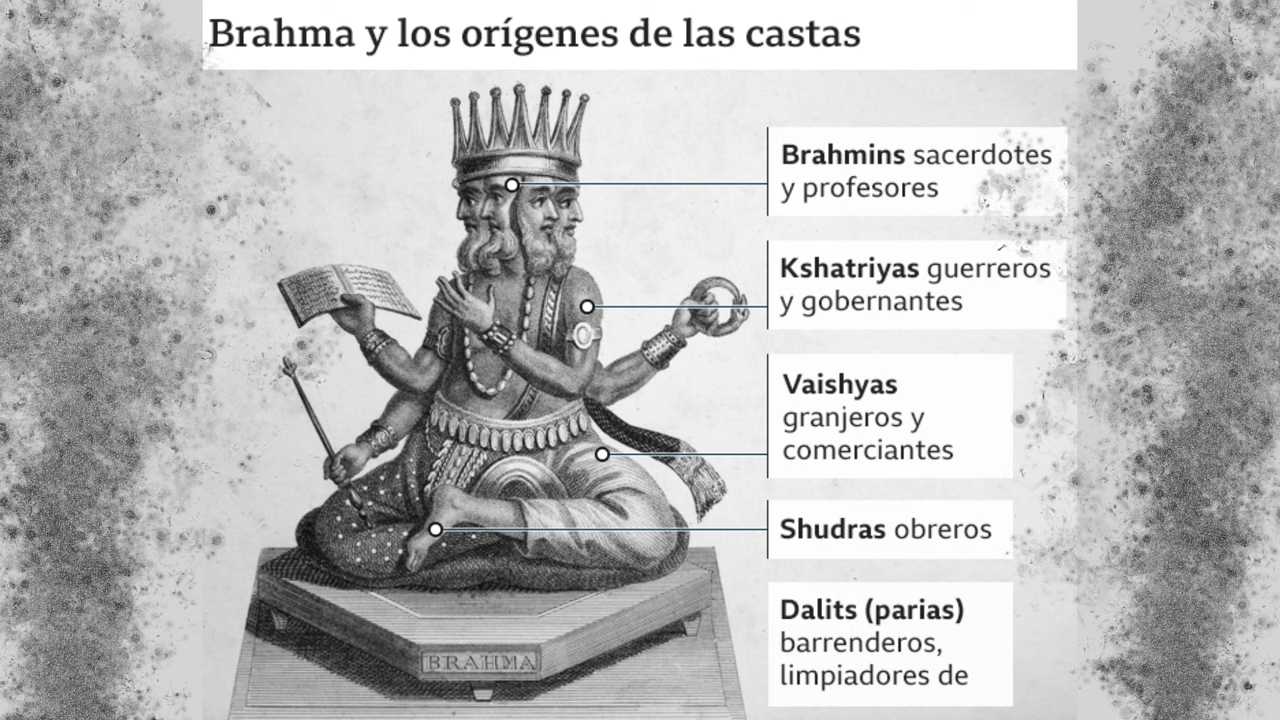 Brahma y los orígenes de las castas
Brahmins sacerdotes
y profesores
Kshatriyas guerreros
y gobernantes
Vaishyas
granjeros y
comerciantes
Shudras obreros
Dalits (parias)
barrenderos,
limpiadores de
BRAHMA